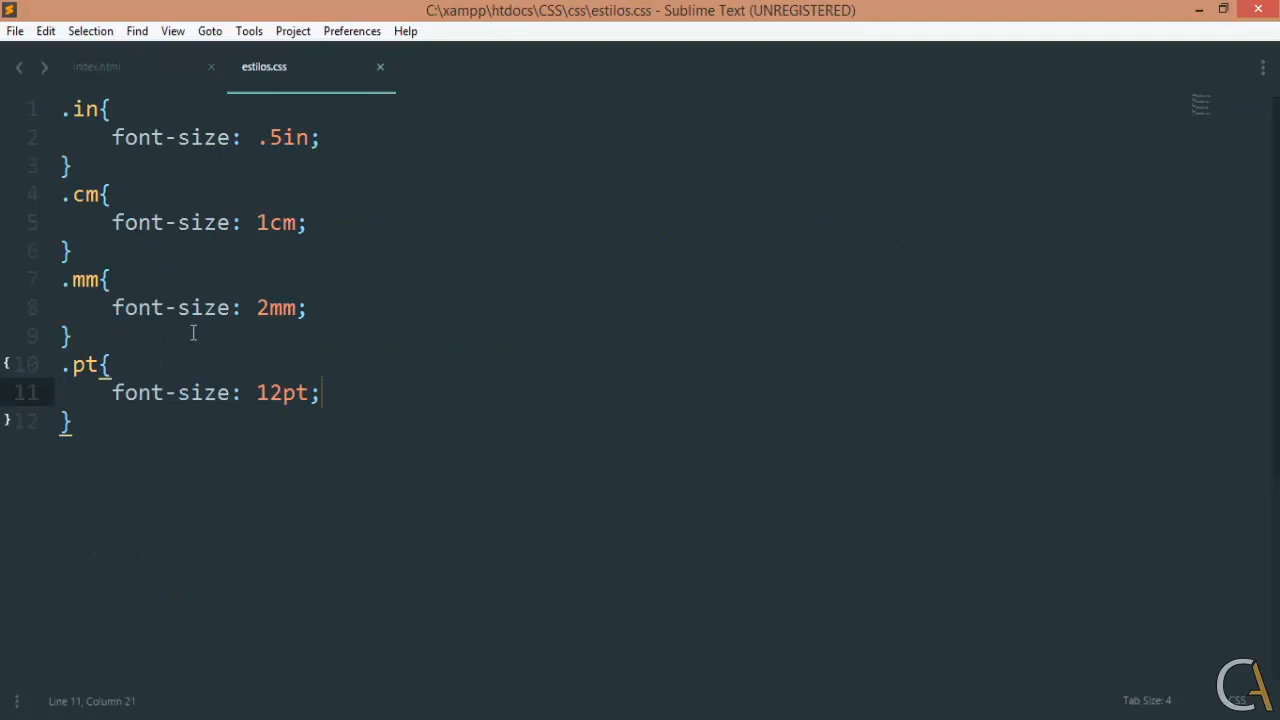 C:\xampp\htdocs\CSS\css\estilos.css - Sublime Text (UNREGISTERED)
File Edit Selection Find View Goto Tools Project Preferences Help
index.html estilos.css
1 .in{
2 font-size: .5in;
3 }
4 .cm{
5 font-size: 1cm;
6 }
7 .mm{
8 font-size: 2mm;
9 }
10 .pt{
11 font-size: 12pt;
12 }
Line 11, Column 21 Tab Size: 4 CSS
CA